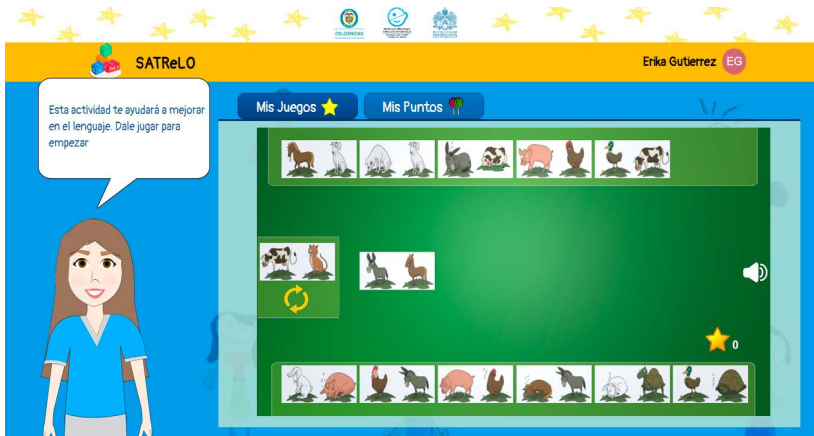 COLCIENCIAS
SATReLO
Erika Gutierrez EG
Esta actividad te ayudará a mejorar
en el lenguaje. Dale jugar para
empezar
Mis Juegos
Mis Puntos
0